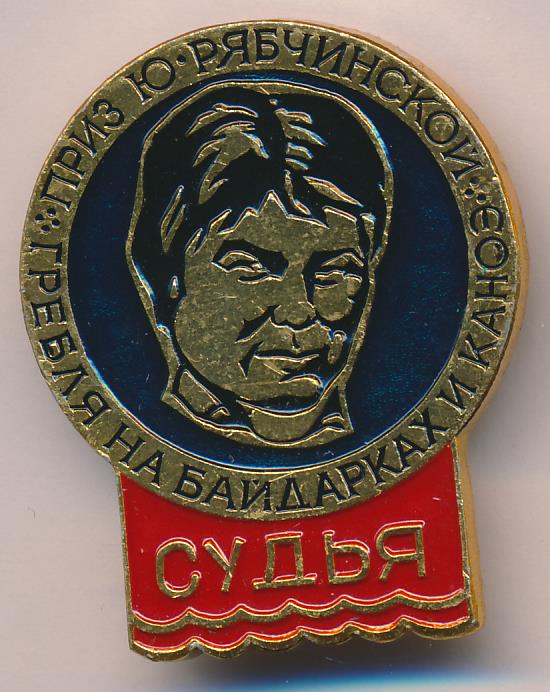 ПРИЗ Ю·РЯБЧИНСКОЙ
ГРЕБЛЯ НА БАЙДАРКАХ И КАНОЭ
СУДЬЯ